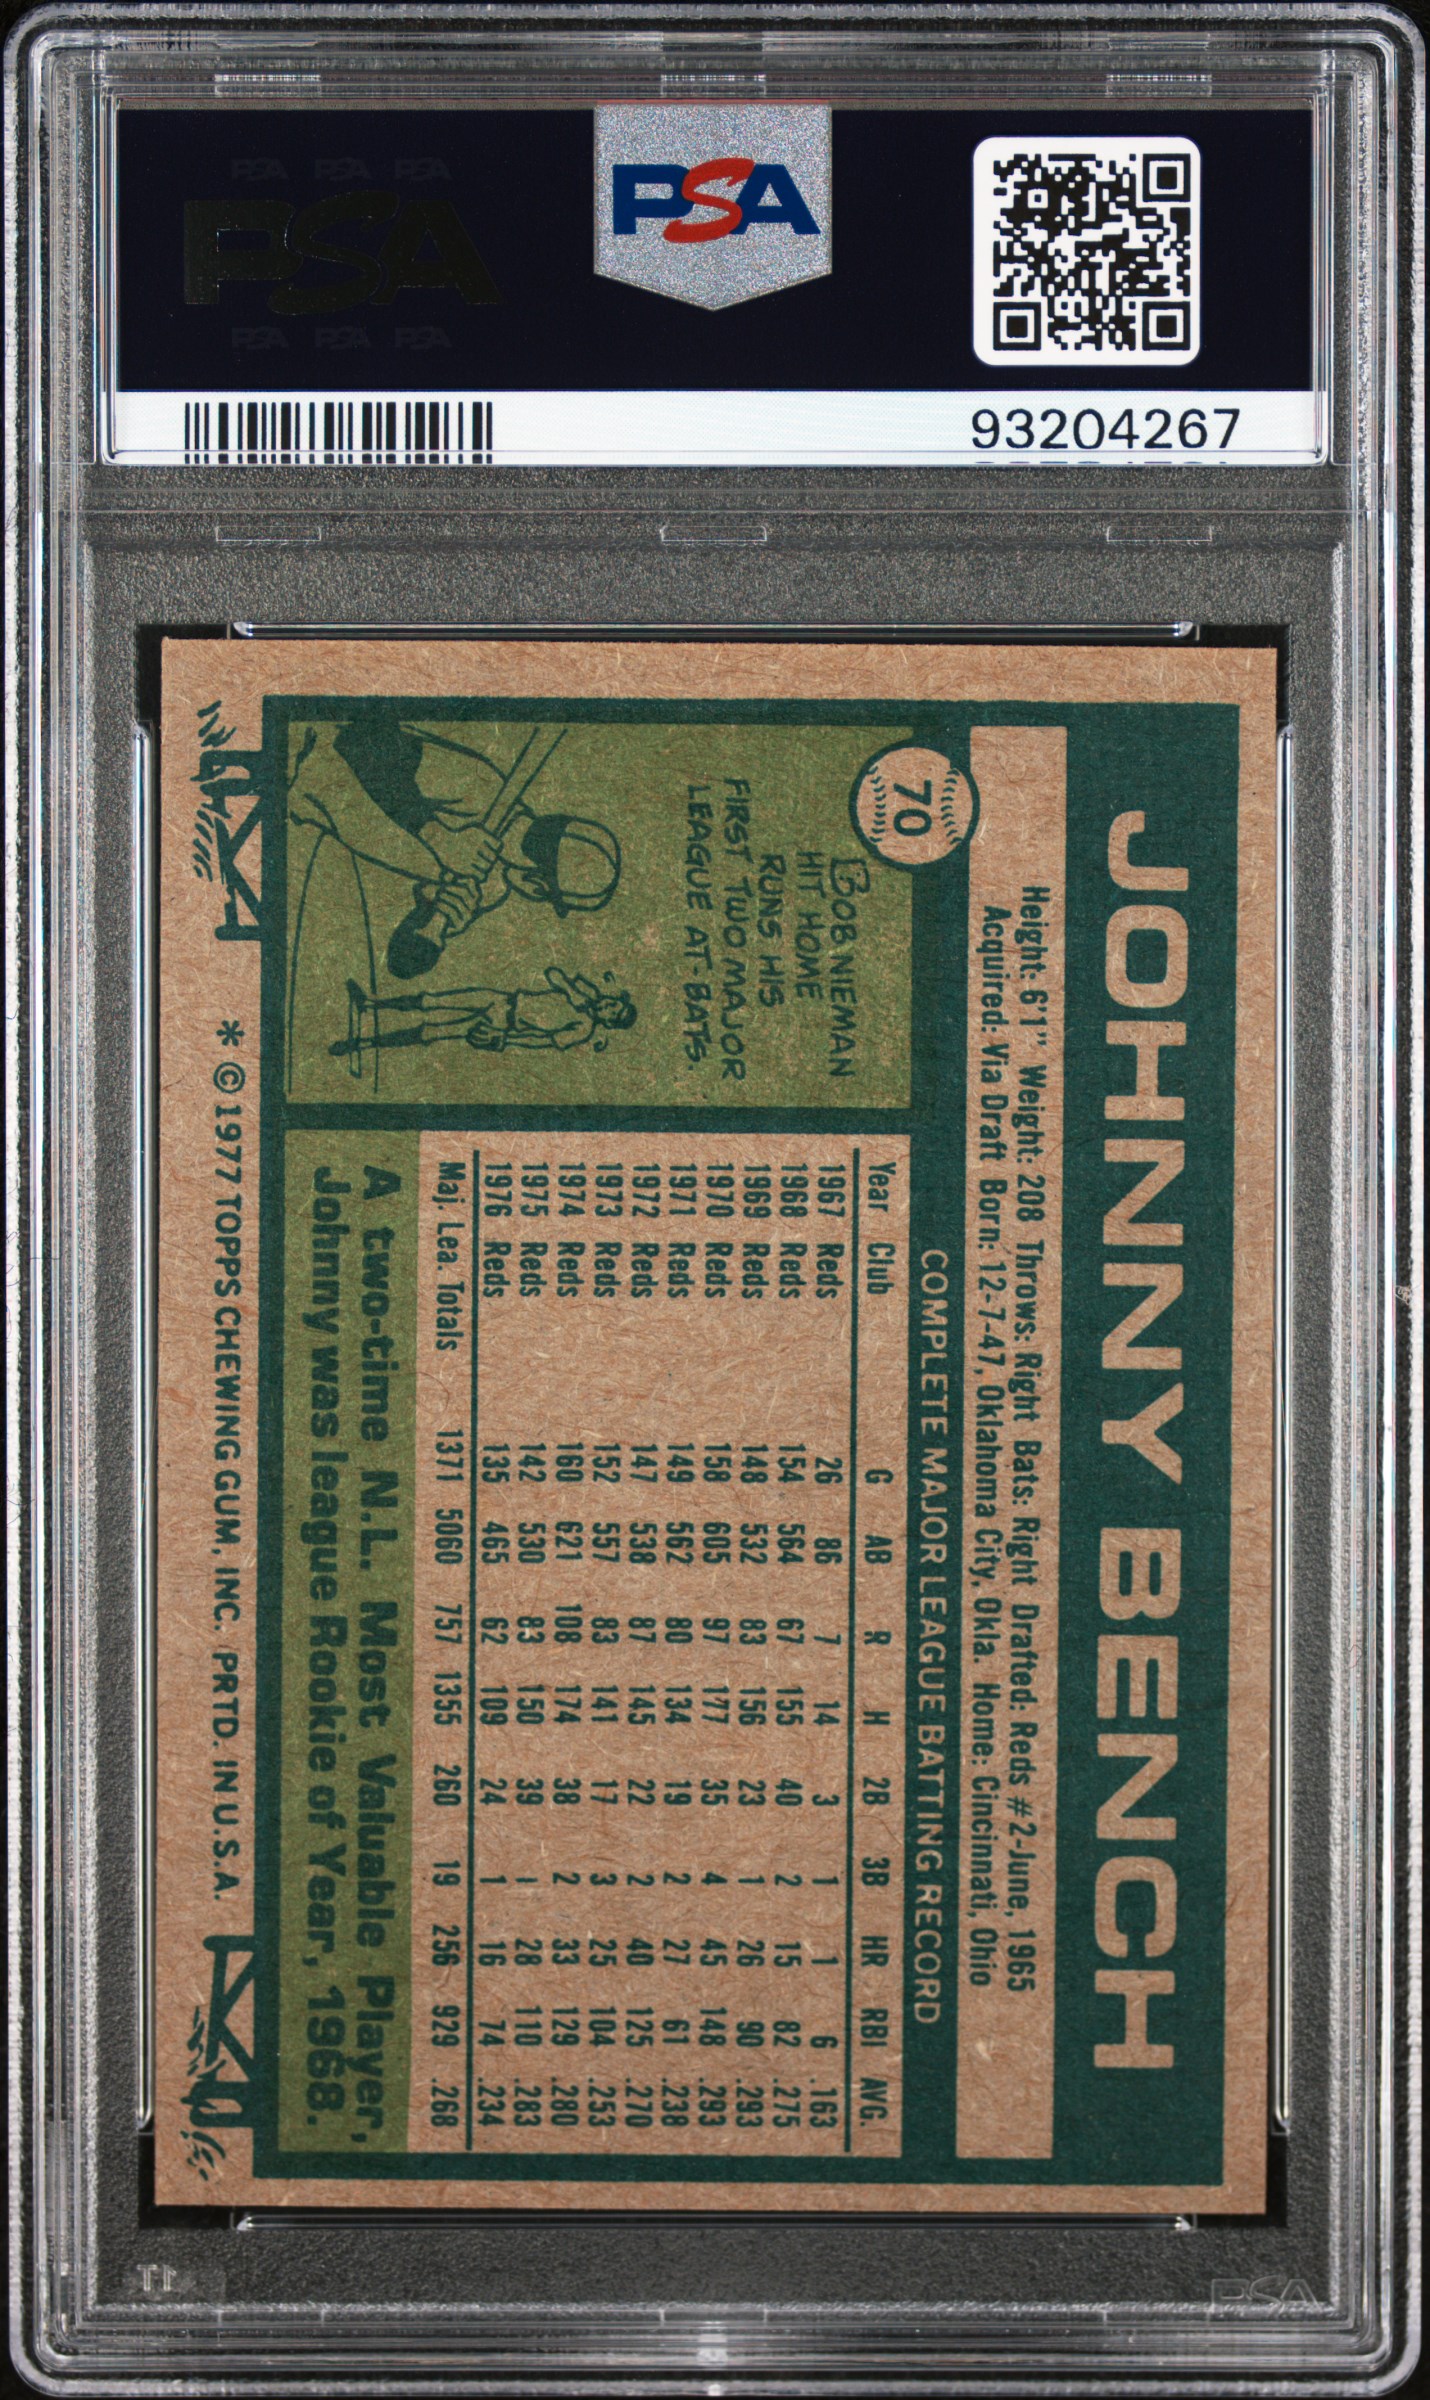 PSA PSA PSA
PSA
PSA PSA PSA
PSA
93204267
JOHNNY BENCH
Height: 6'1" Weight: 208 Throws: Right Bats: Right Drafted: Reds #2-June, 1965
Acquired: Via Draft Born: 12-7-47, Oklahoma City, Okla. Home: Cincinnati, Ohio
70
BOB NIEMAN
HIT HOME
RUNS HIS
FIRST TWO MAJOR
LEAGUE AT-BATS.
COMPLETE MAJOR LEAGUE BATTING RECORD
Year Club G AB R H 2B 3B HR RBI AVG.
1967 Reds 26 86 7 14 3 1 1 6 .163
1968 Reds 154 564 67 155 40 2 15 82 .275
1969 Reds 148 532 83 156 23 1 26 90 .293
1970 Reds 158 605 97 177 35 4 45 148 .293
1971 Reds 149 562 80 134 19 2 27 61 .238
1972 Reds 147 538 87 145 22 2 40 125 .270
1973 Reds 152 557 83 141 17 3 25 104 .253
1974 Reds 160 621 108 174 38 2 33 129 .280
1975 Reds 142 530 83 150 39 1 28 110 .283
1976 Reds 135 465 62 109 24 1 16 74 .234
Maj. Lea. Totals 1371 5060 757 1355 260 19 256 929 .268
A two-time N.L. Most Valuable Player,
Johnny was league Rookie of Year, 1968.
* © 1977 TOPPS CHEWING GUM, INC. PRTD. IN U.S.A.
PSA